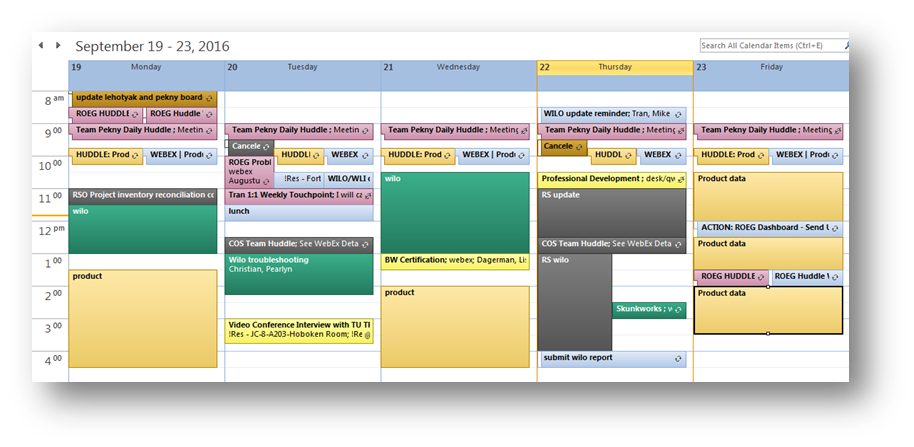 September 19 - 23, 2016
Search All Calendar Items (Ctrl+E)
19 Monday
20 Tuesday
21 Wednesday
22 Thursday
23 Friday
8 am
9 00
10 00
11 00
12 pm
1 00
2 00
3 00
4 00
update lehotyak and pekny board
ROEG HUDDLE
ROEG Huddle
Team Pekny Daily Huddle ; Meetin
HUDDLE: Prod
WEBEX | Prod
RSO Project inventory reconciliation co
wilo
product
Team Pekny Daily Huddle ; Meetin
Cancele
HUDDLI
WEBEX
ROEG Probl
webex
Augustu
!Res - Fort
WILO/WLI
Tran 1:1 Weekly Touchpoint; I will ca
lunch
COS Team Huddle; See WebEx Deta
Wilo troubleshooting
Christian, Pearlyn
Video Conference Interview with TU TI
!Res - JC-8-A203-Hoboken Room; !Re
Team Pekny Daily Huddle ; Meeting
HUDDLE: Prod
WEBEX | Prod
wilo
BW Certification; webex; Dagerman, Lis
product
WILO update reminder; Tran, Mike
Team Pekny Daily Huddle ; Meetin
Cancele
HUDDL
WEBEX
Professional Development ; desk/qw
RS update
COS Team Huddle; See WebEx Deta
RS wilo
Skunkworks ; v
submit wilo report
Team Pekny Daily Huddle ; Meeting
HUDDLE: Prod
WEBEX | Prod
Product data
ACTION: ROEG Dashboard - Send U
Product data
ROEG HUDDLE
ROEG Huddle
Product data